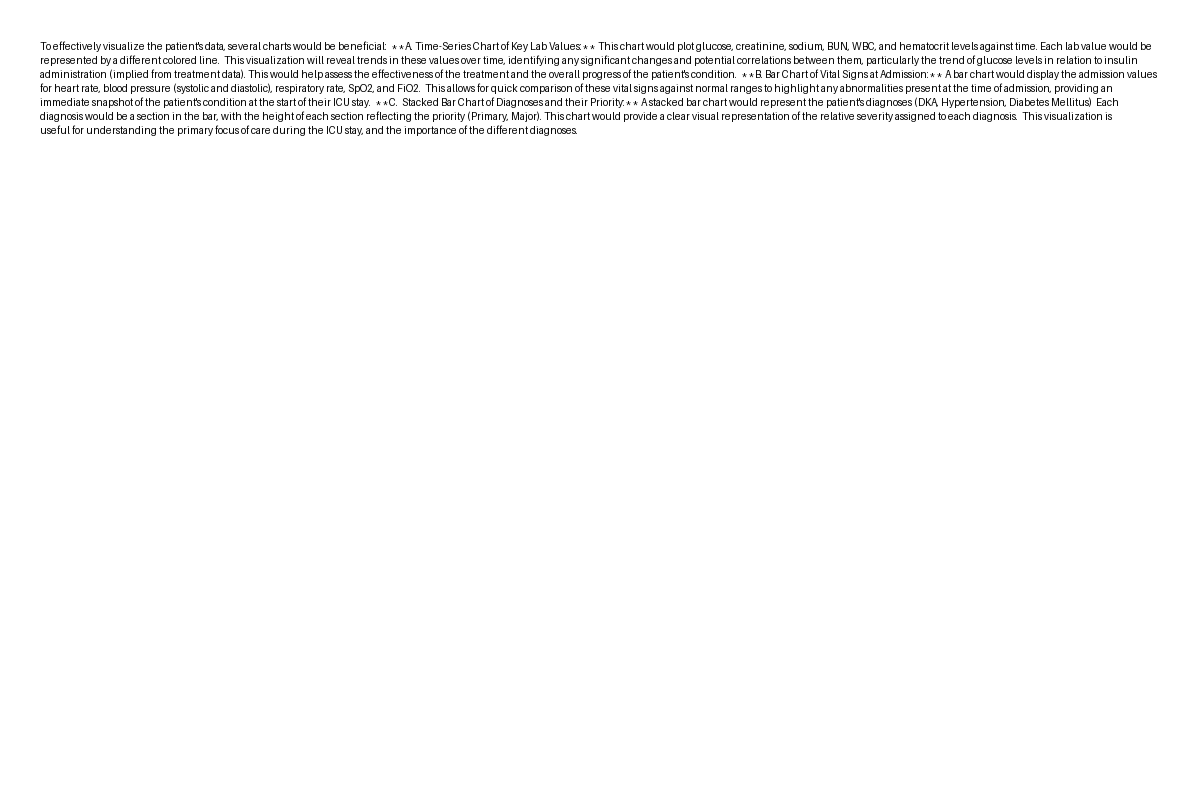 To effectively visualize the patient's data, several charts would be beneficial:  **A. Time-Series Chart of Key Lab Values:** This chart would plot glucose, creatinine, sodium, BUN, WBC, and hematocrit levels against time. Each lab value would be
represented by a different colored line.  This visualization will reveal trends in these values over time, identifying any significant changes and potential correlations between them, particularly the trend of glucose levels in relation to insulin
administration (implied from treatment data). This would help assess the effectiveness of the treatment and the overall progress of the patient's condition.  **B. Bar Chart of Vital Signs at Admission:** A bar chart would display the admission values
for heart rate, blood pressure (systolic and diastolic), respiratory rate, SpO2, and FiO2.  This allows for quick comparison of these vital signs against normal ranges to highlight any abnormalities present at the time of admission, providing an
immediate snapshot of the patient's condition at the start of their ICU stay.  **C.  Stacked Bar Chart of Diagnoses and their Priority:** A stacked bar chart would represent the patient's diagnoses (DKA, Hypertension, Diabetes Mellitus)  Each
diagnosis would be a section in the bar, with the height of each section reflecting the priority (Primary, Major). This chart would provide a clear visual representation of the relative severity assigned to each diagnosis.  This visualization is
useful for understanding the primary focus of care during the ICU stay, and the importance of the different diagnoses.